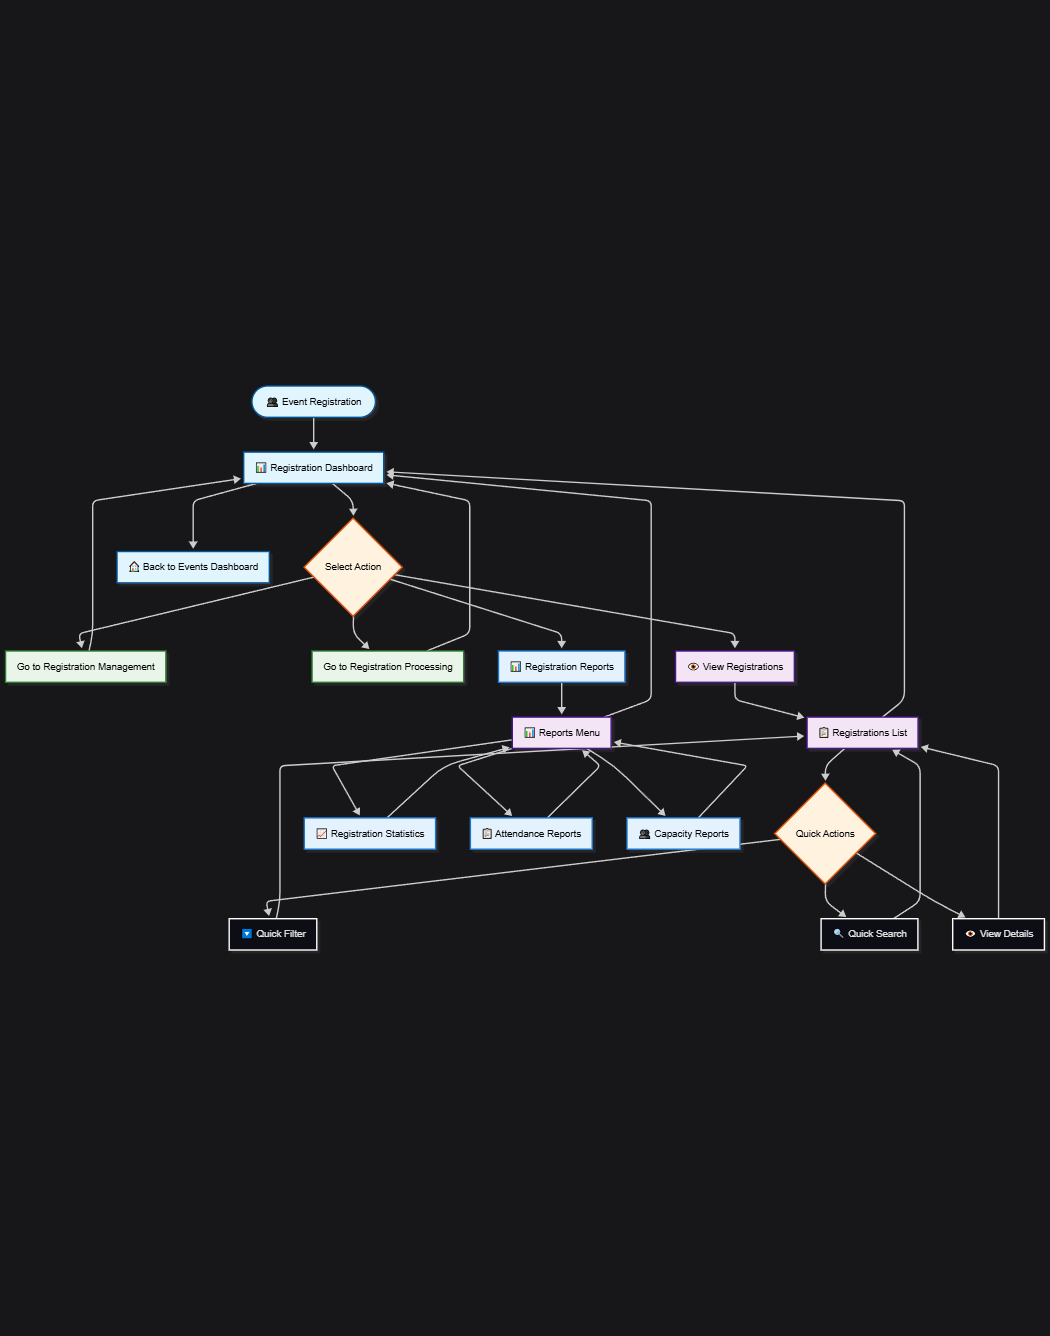 Event Registration
Registration Dashboard
Back to Events Dashboard
Select Action
Go to Registration Management
Go to Registration Processing
Registration Reports
View Registrations
Reports Menu
Registrations List
Registration Statistics
Attendance Reports
Capacity Reports
Quick Actions
Quick Filter
Quick Search
View Details